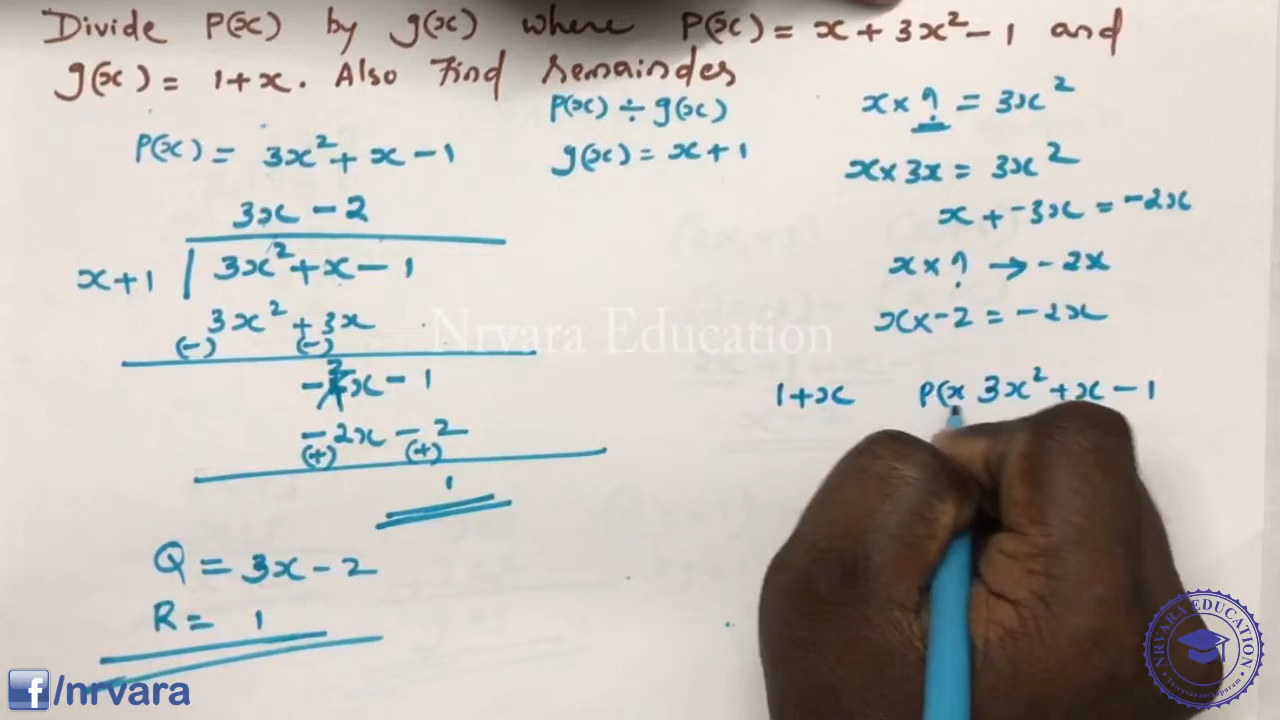 Divide P(x) by g(x) where P(x) = x + 3x² - 1 and
g(x) = 1 + x. Also Find remainder
P(x) ÷ g(x)
P(x) = 3x² + x - 1
g(x) = x + 1
3x - 2
x + 1 3x² + x - 1
3x² + 3x
(-) (-)
-2x - 1
-2x - 2
(+) (+)
1
Q = 3x - 2
R = 1
x × ? = 3x²
x × 3x = 3x²
x + -3x = -2x
x × ? → -2x
x × -2 = -2x
1 + x P(x 3x² + x - 1
Nrvara Education
/nrvara
NRVARA EDUCATION